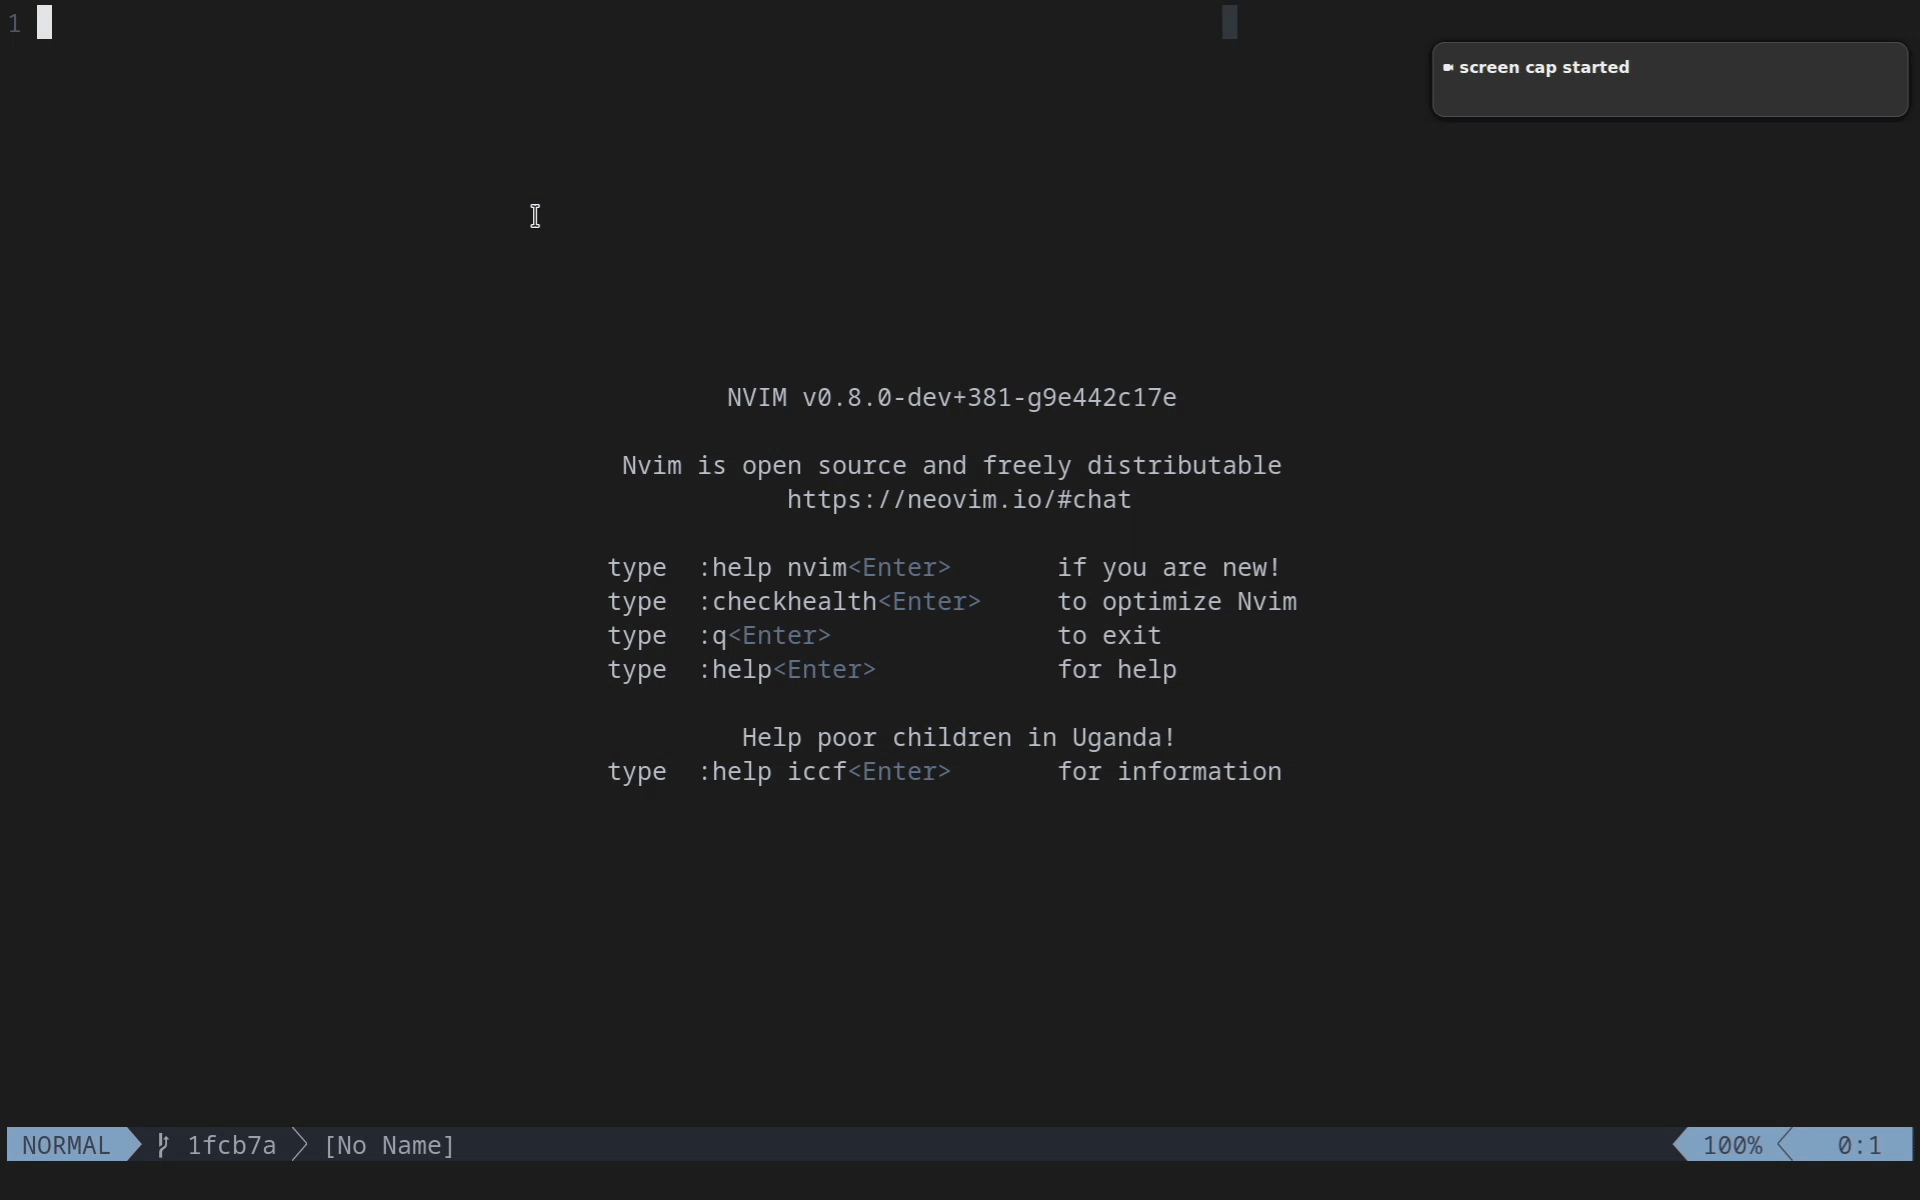 1
screen cap started
NVIM v0.8.0-dev+381-g9e442c17e
Nvim is open source and freely distributable
https://neovim.io/#chat
type  :help nvim<Enter>       if you are new!
type  :checkhealth<Enter>     to optimize Nvim
type  :q<Enter>               to exit
type  :help<Enter>            for help
Help poor children in Uganda!
type  :help iccf<Enter>       for information
NORMAL 1fcb7a [No Name] 100% 0:1